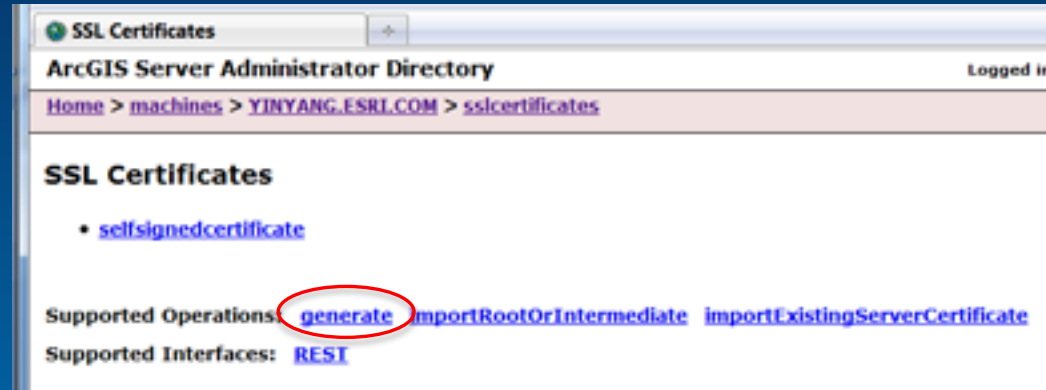 SSL Certificates
ArcGIS Server Administrator Directory Logged in
Home > machines > YINYANG.ESRI.COM > sslcertificates
SSL Certificates
• selfsignedcertificate
Supported Operations: generate importRootOrIntermediate importExistingServerCertificate
Supported Interfaces: REST